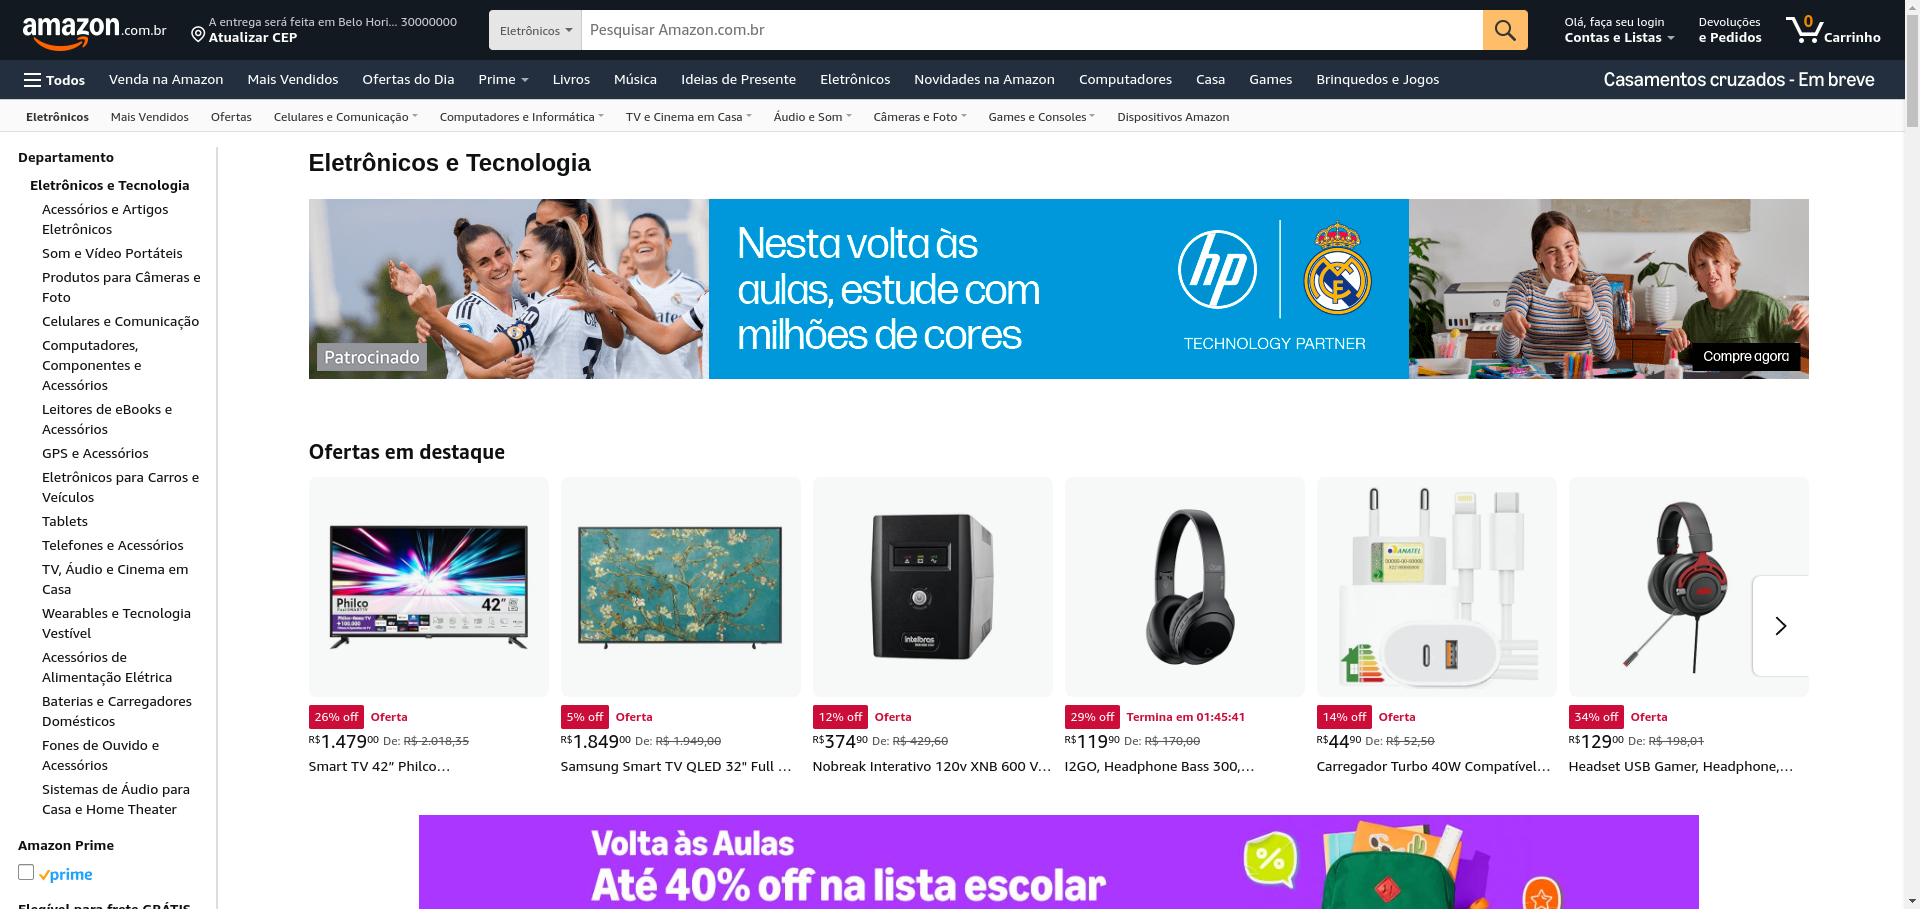 amazon.com.br
A entrega será feita em Belo Hori... 30000000
Atualizar CEP
Eletrônicos
Pesquisar Amazon.com.br
Olá, faça seu login
Contas e Listas
Devoluções
e Pedidos
0
Carrinho
Todos
Venda na Amazon
Mais Vendidos
Ofertas do Dia
Prime
Livros
Música
Ideias de Presente
Eletrônicos
Novidades na Amazon
Computadores
Casa
Games
Brinquedos e Jogos
Casamentos cruzados - Em breve
Eletrônicos
Mais Vendidos
Ofertas
Celulares e Comunicação
Computadores e Informática
TV e Cinema em Casa
Áudio e Som
Câmeras e Foto
Games e Consoles
Dispositivos Amazon
Departamento
Eletrônicos e Tecnologia
Acessórios e Artigos
Eletrônicos
Som e Vídeo Portáteis
Produtos para Câmeras e
Foto
Celulares e Comunicação
Computadores,
Componentes e
Acessórios
Leitores de eBooks e
Acessórios
GPS e Acessórios
Eletrônicos para Carros e
Veículos
Tablets
Telefones e Acessórios
TV, Áudio e Cinema em
Casa
Wearables e Tecnologia
Vestível
Acessórios de
Alimentação Elétrica
Baterias e Carregadores
Domésticos
Fones de Ouvido e
Acessórios
Sistemas de Áudio para
Casa e Home Theater
Amazon Prime
prime
Elegível para frete GRÁTIS
Eletrônicos e Tecnologia
Nesta volta às
aulas, estude com
milhões de cores
hp
TECHNOLOGY PARTNER
Patrocinado
Compre agora
Ofertas em destaque
Philco
42"
intelbras
ANATEL
26% off Oferta
R$1.47900 De: R$ 2.018,35
Smart TV 42” Philco...
5% off Oferta
R$1.84900 De: R$ 1.949,00
Samsung Smart TV QLED 32" Full ...
12% off Oferta
R$37490 De: R$ 429,60
Nobreak Interativo 120v XNB 600 V...
29% off Termina em 01:45:41
R$11990 De: R$ 170,00
I2GO, Headphone Bass 300,...
14% off Oferta
R$4490 De: R$ 52,50
Carregador Turbo 40W Compatível...
34% off Oferta
R$12900 De: R$ 198,01
Headset USB Gamer, Headphone,...
Volta às Aulas
Até 40% off na lista escolar
%